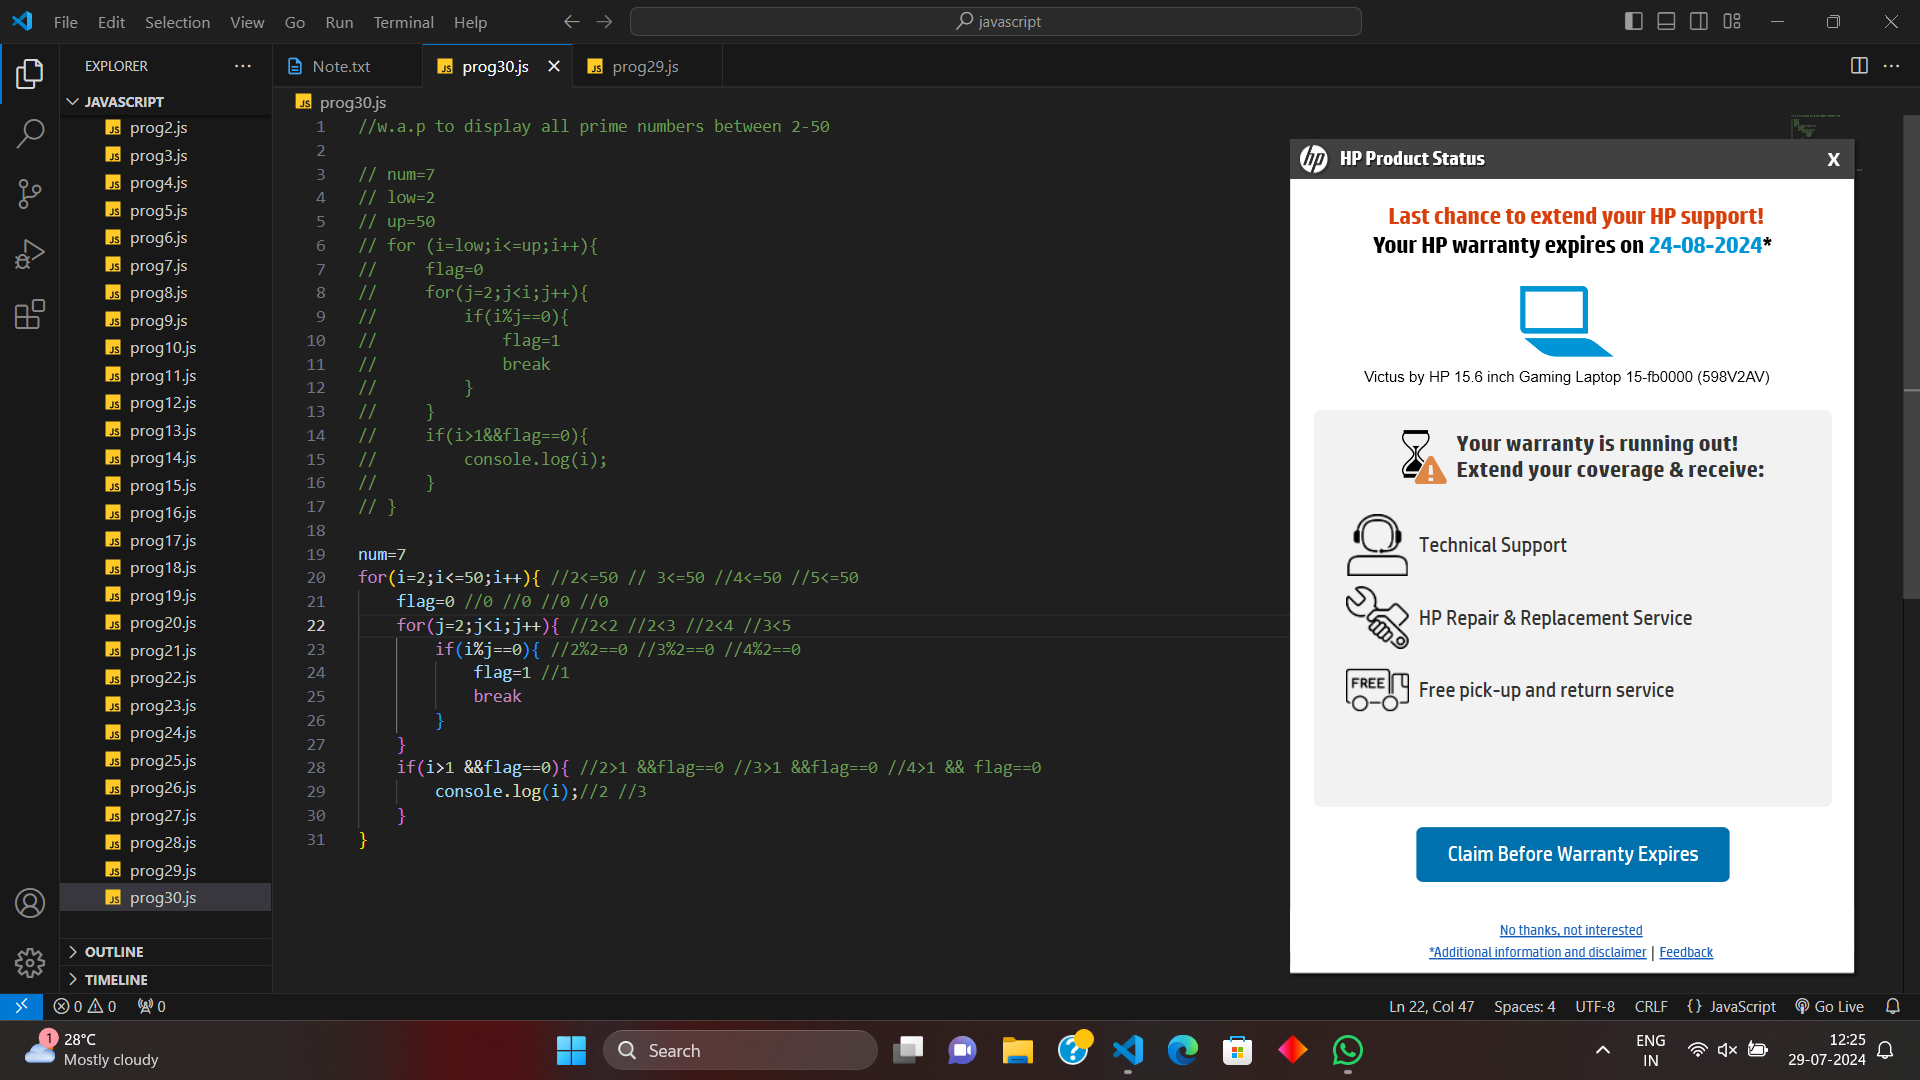 File Edit Selection View Go Run Terminal Help
javascript
EXPLORER
JAVASCRIPT
prog2.js
prog3.js
prog4.js
prog5.js
prog6.js
prog7.js
prog8.js
prog9.js
prog10.js
prog11.js
prog12.js
prog13.js
prog14.js
prog15.js
prog16.js
prog17.js
prog18.js
prog19.js
prog20.js
prog21.js
prog22.js
prog23.js
prog24.js
prog25.js
prog26.js
prog27.js
prog28.js
prog29.js
prog30.js
OUTLINE
TIMELINE
Note.txt
JS prog30.js
JS prog29.js
JS prog30.js
1 //w.a.p to display all prime numbers between 2-50
2
3 // num=7
4 // low=2
5 // up=50
6 // for (i=low;i<=up;i++){
7 //     flag=0
8 //     for(j=2;j<i;j++){
9 //         if(i%j==0){
10 //             flag=1
11 //             break
12 //         }
13 //     }
14 //     if(i>1&&flag==0){
15 //         console.log(i);
16 //     }
17 // }
18
19 num=7
20 for(i=2;i<=50;i++){ //2<=50 // 3<=50 //4<=50 //5<=50
21     flag=0 //0 //0 //0 //0
22     for(j=2;j<i;j++){ //2<2 //2<3 //2<4 //3<5
23         if(i%j==0){ //2%2==0 //3%2==0 //4%2==0
24             flag=1 //1
25             break
26         }
27     }
28     if(i>1 &&flag==0){ //2>1 &&flag==0 //3>1 &&flag==0 //4>1 && flag==0
29         console.log(i);//2 //3
30     }
31 }
hp HP Product Status X
Last chance to extend your HP support!
Your HP warranty expires on 24-08-2024*
Victus by HP 15.6 inch Gaming Laptop 15-fb0000 (598V2AV)
Your warranty is running out!
Extend your coverage & receive:
Technical Support
HP Repair & Replacement Service
FREE Free pick-up and return service
Claim Before Warranty Expires
No thanks, not interested
*Additional information and disclaimer | Feedback
0 0 0
Ln 22, Col 47 Spaces: 4 UTF-8 CRLF {} JavaScript Go Live
1
28°C
Mostly cloudy
Search
ENG
IN
12:25
29-07-2024